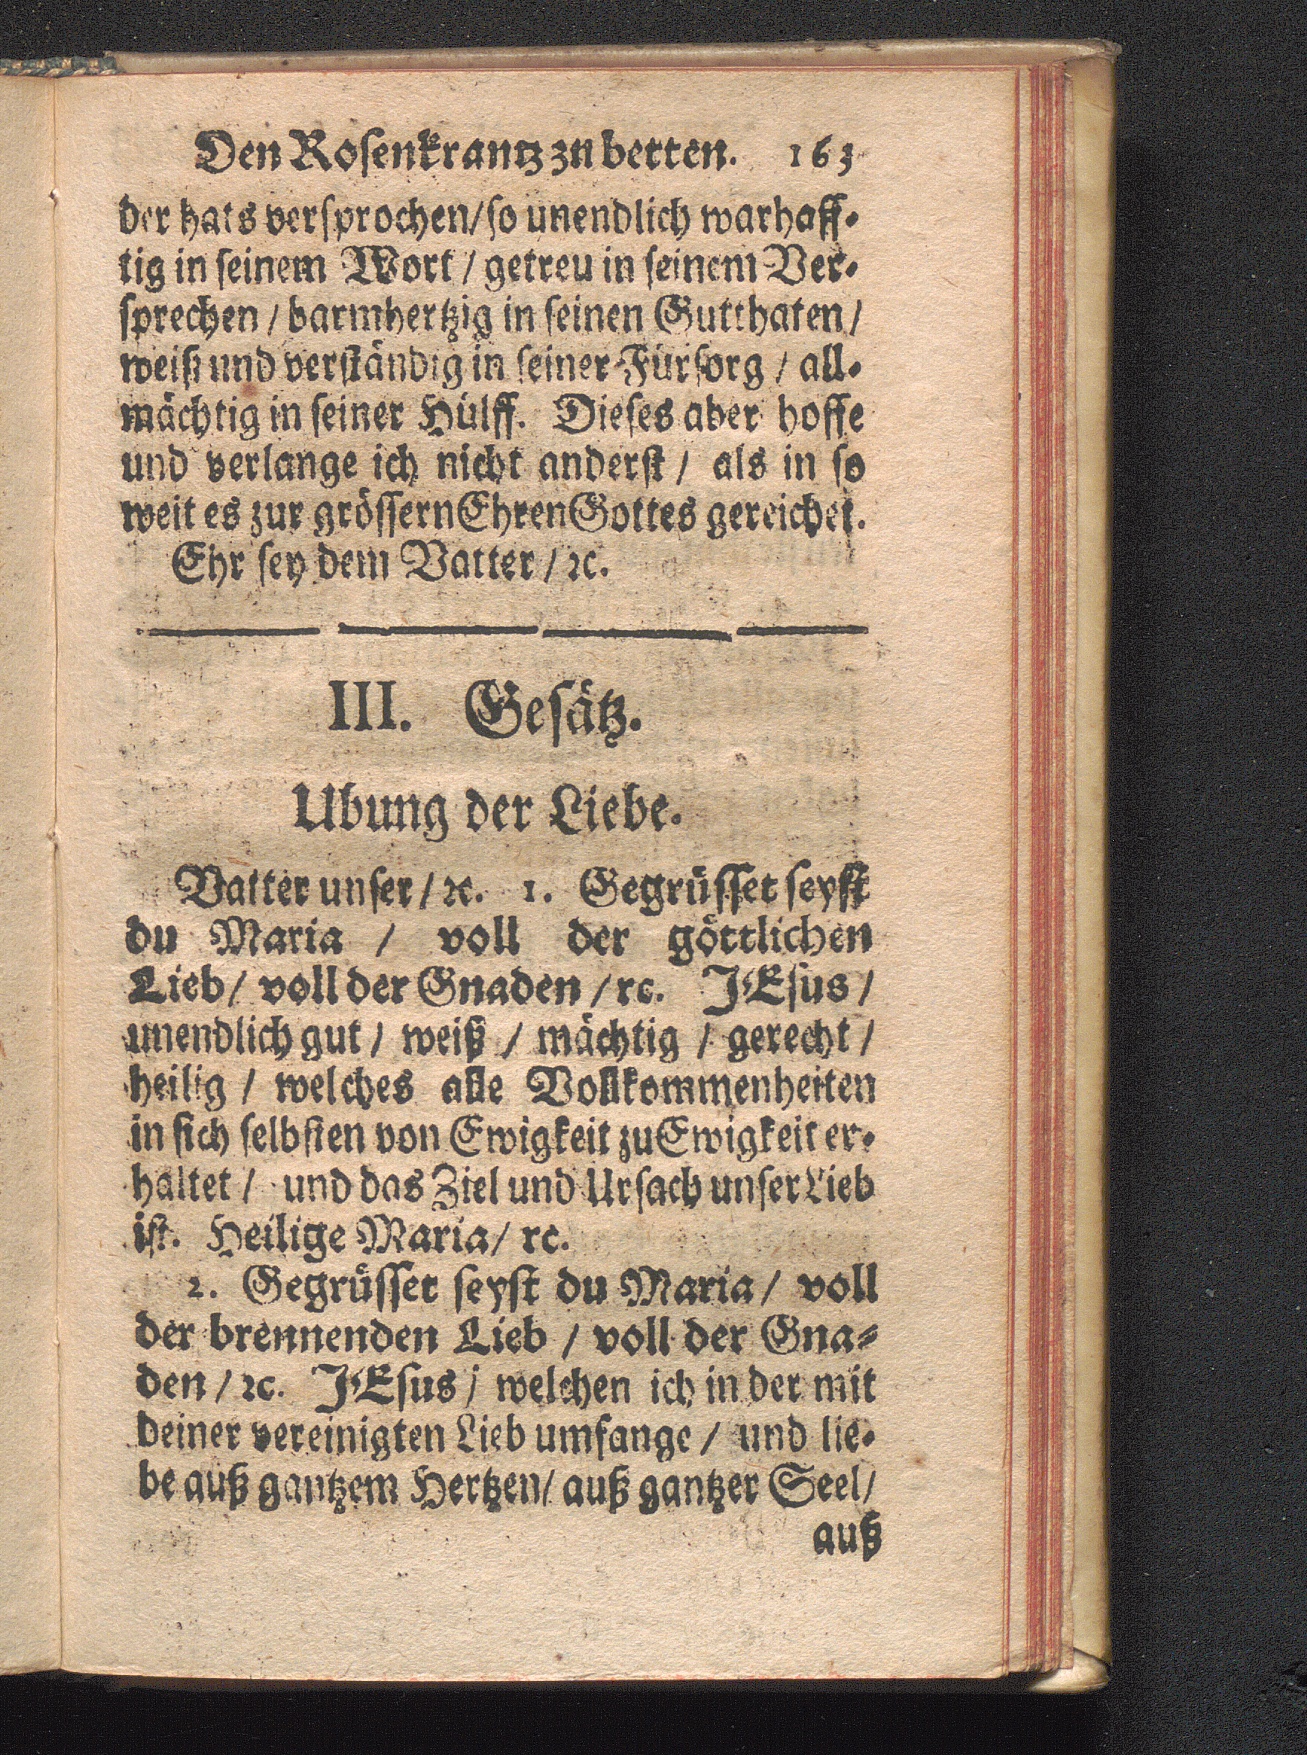 Den Rosenkrantz zu betten. 163
der hats versprochen/ so unendlich warhaff-
tig in seinem Wort / getreu in seinem Ver-
sprechen / barmhertzig in seinen Gutthaten /
weiß und verständig in seiner Fürsorg / all-
mächtig in seiner Hülff. Dieses aber hoffe
und verlange ich nicht anderst / als in so
weit es zur grössern Ehren Gottes gereichet.
Ehr sey dem Vatter / ꝛc.
III. Gesätz.
Ubung der Liebe.
Vatter unser / ꝛc. 1. Gegrüsset seyst
du Maria / voll der göttlichen
Lieb / voll der Gnaden / rc. JEsus /
unendlich gut / weiß / mächtig / gerecht /
heilig / welches alle Vollkommenheiten
in sich selbsten von Ewigkeit zu Ewigkeit er-
haltet / und das Ziel und Ursach unser Lieb
ist. Heilige Maria / rc.
2. Gegrüsset seyst du Maria / voll
der brennenden Lieb / voll der Gna-
den / ꝛc. JEsus / welchen ich in der mit
deiner vereinigten Lieb umfange / und lie-
be auß gantzem Hertzen / auß gantzer Seel /
auß